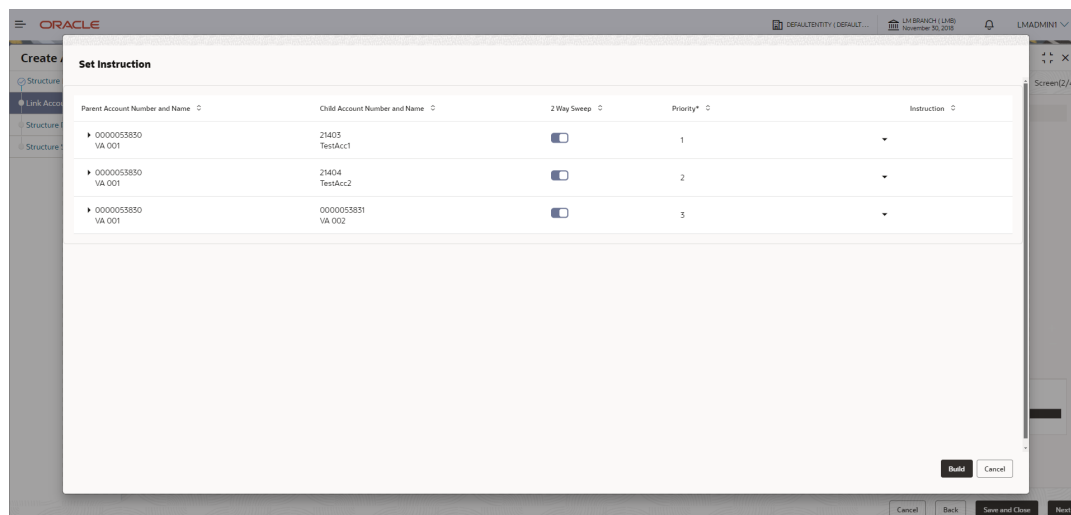 ORACLE
DEFAULTENTITY ( DEFAULT....
LM BRANCH ( LMB)
November 30, 2018
LMADMIN1
Create
Set Instruction
Structure
Screen(2/4
Link
Parent Account Number and Name
Child Account Number and Name
2 Way Sweep
Priority*
Instruction
Structure
Structure
0000053830
VA 001
21403
TestAcc1
1
0000053830
VA 001
21404
TestAcc2
2
0000053830
VA 001
0000053831
VA 002
3
Build
Cancel
Cancel
Back
Save and Close
Next